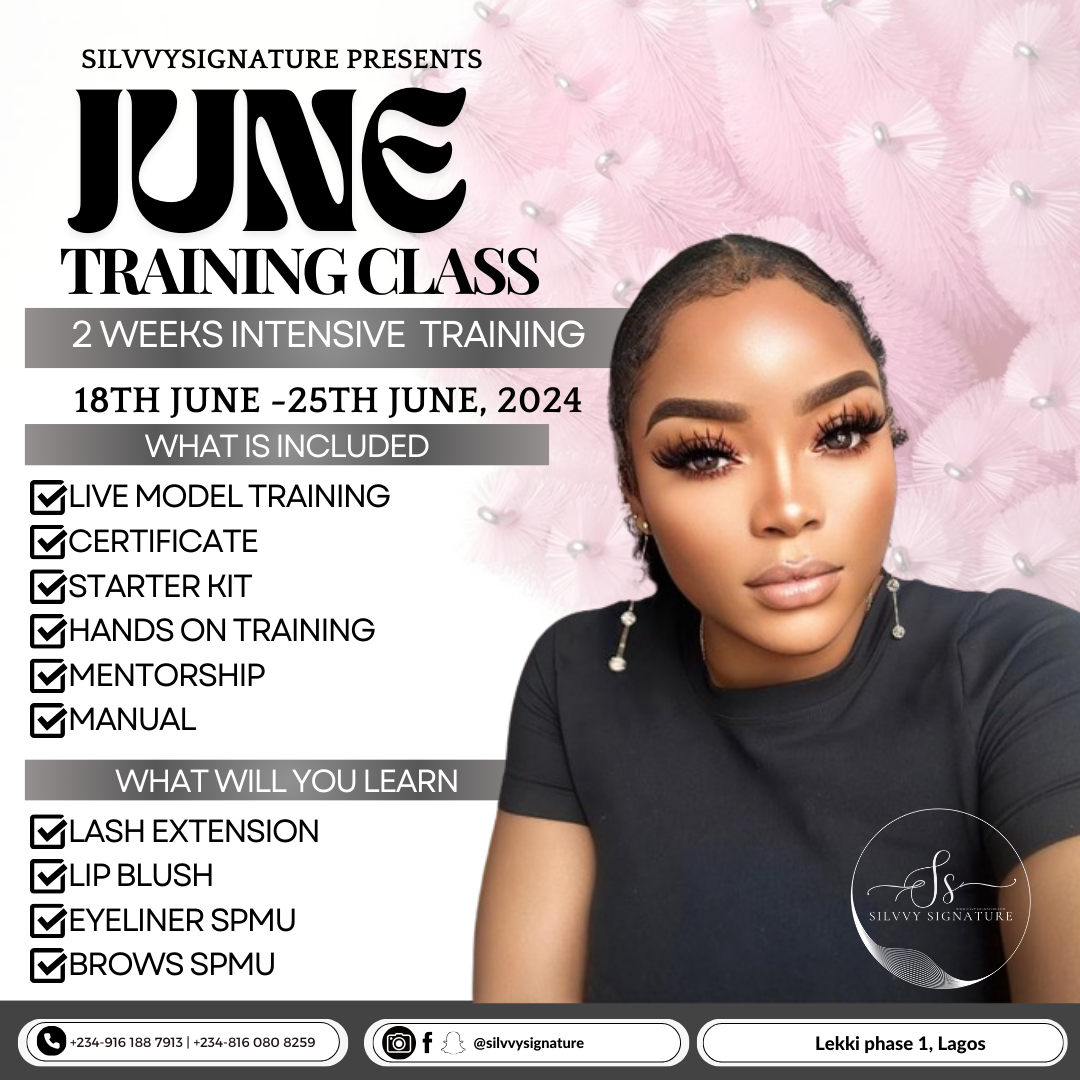 SILVVYSIGNATURE PRESENTS
JUNE
TRAINING CLASS
2 WEEKS INTENSIVE TRAINING
18TH JUNE -25TH JUNE, 2024
WHAT IS INCLUDED
LIVE MODEL TRAINING
CERTIFICATE
STARTER KIT
HANDS ON TRAINING
MENTORSHIP
MANUAL
WHAT WILL YOU LEARN
LASH EXTENSION
LIP BLUSH
EYELINER SPMU
BROWS SPMU
Ss
SILVVY SIGNATURE
+234-916 188 7913 | +234-816 080 8259
@silvvysignature
Lekki phase 1, Lagos